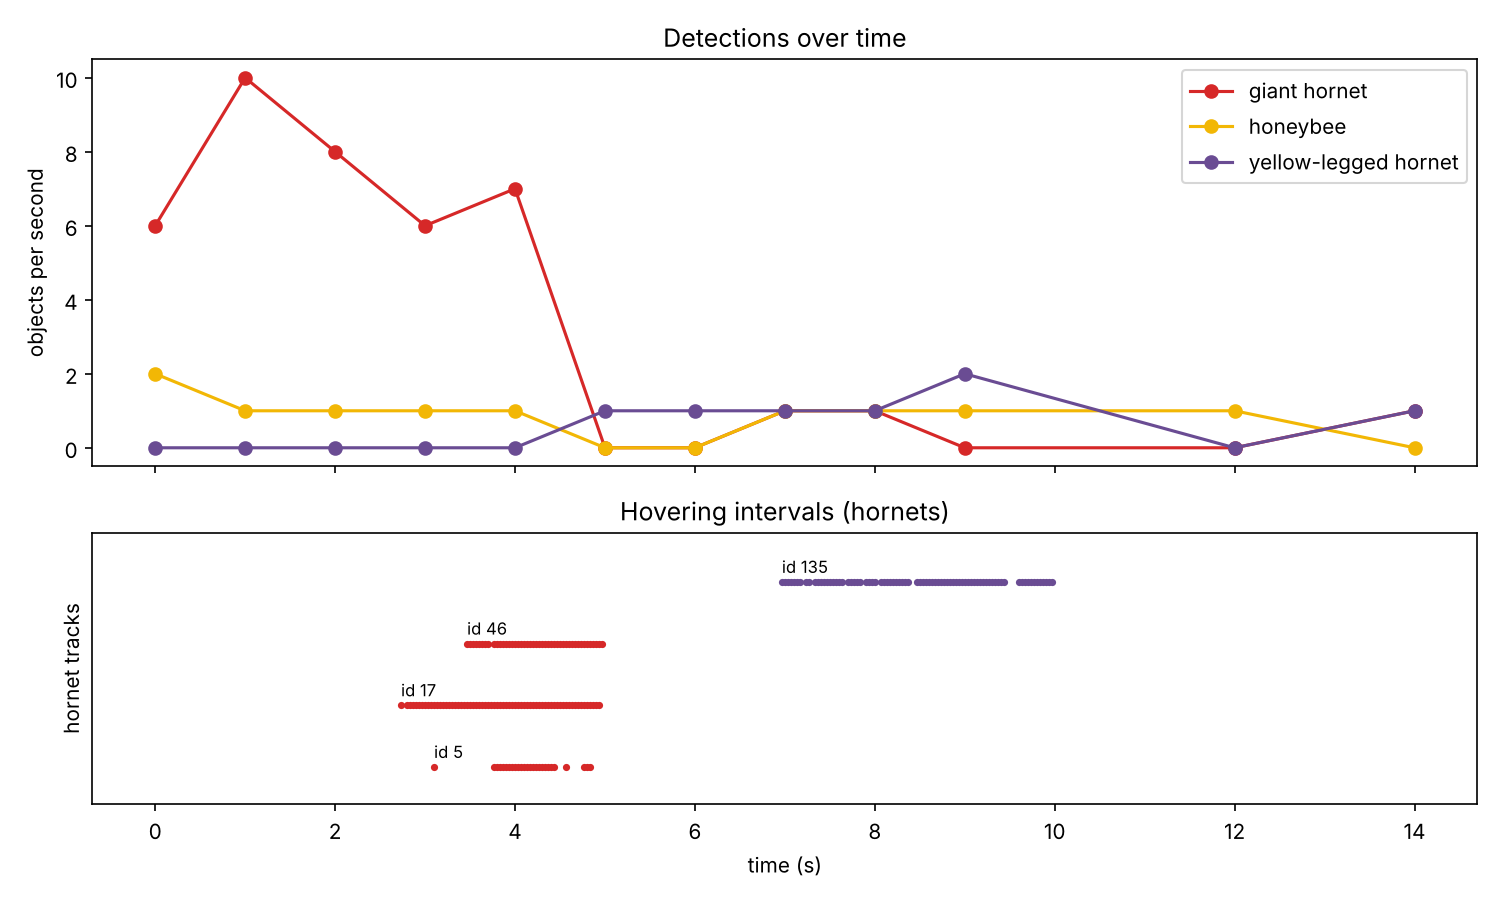 Detections over time
10
8
6
4
2
0
objects per second
giant hornet
honeybee
yellow-legged hornet
Hovering intervals (hornets)
hornet tracks
id 135
id 46
id 17
id 5
0 2 4 6 8 10 12 14
time (s)